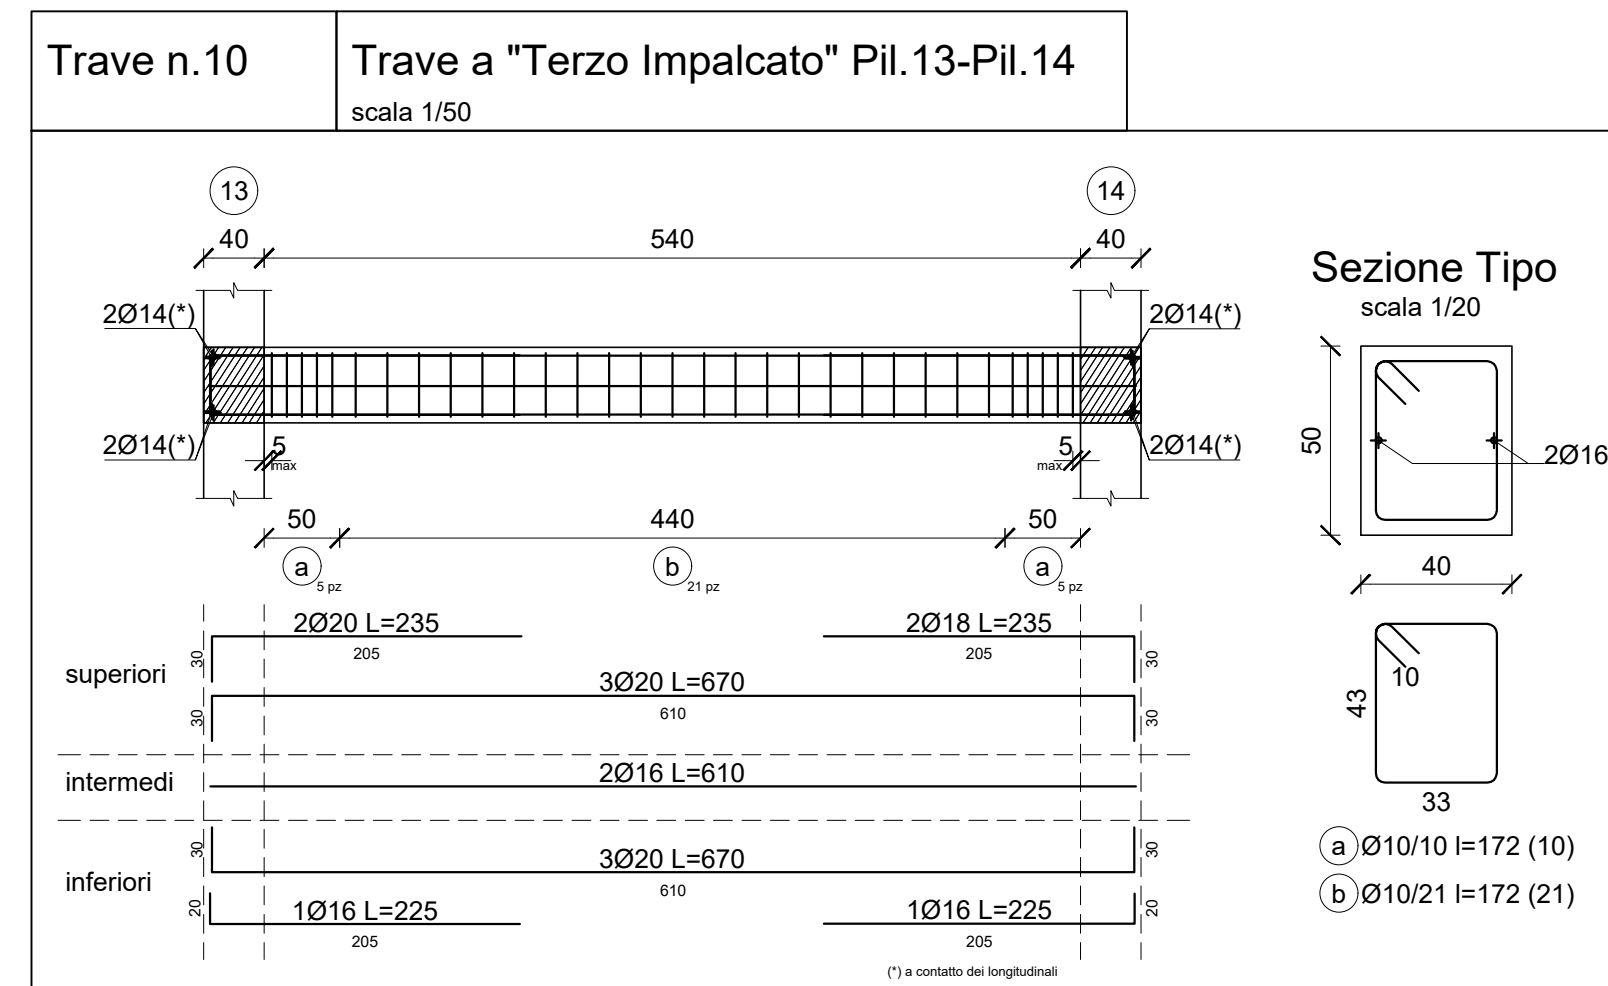 Trave n.10
Trave a "Terzo Impalcato" Pil.13-Pil.14
scala 1/50
13
14
40
540
40
2Ø14(*)
2Ø14(*)
2Ø14(*)
2Ø14(*)
5
max
5
max
50
440
50
a
5 pz
b
21 pz
a
5 pz
superiori
2Ø20 L=235
205
30
2Ø18 L=235
205
30
3Ø20 L=670
610
30
30
intermedi
2Ø16 L=610
inferiori
3Ø20 L=670
610
30
30
1Ø16 L=225
205
20
1Ø16 L=225
205
20
(*) a contatto dei longitudinali
Sezione Tipo
scala 1/20
50
2Ø16
40
10
43
33
a Ø10/10 l=172 (10)
b Ø10/21 l=172 (21)